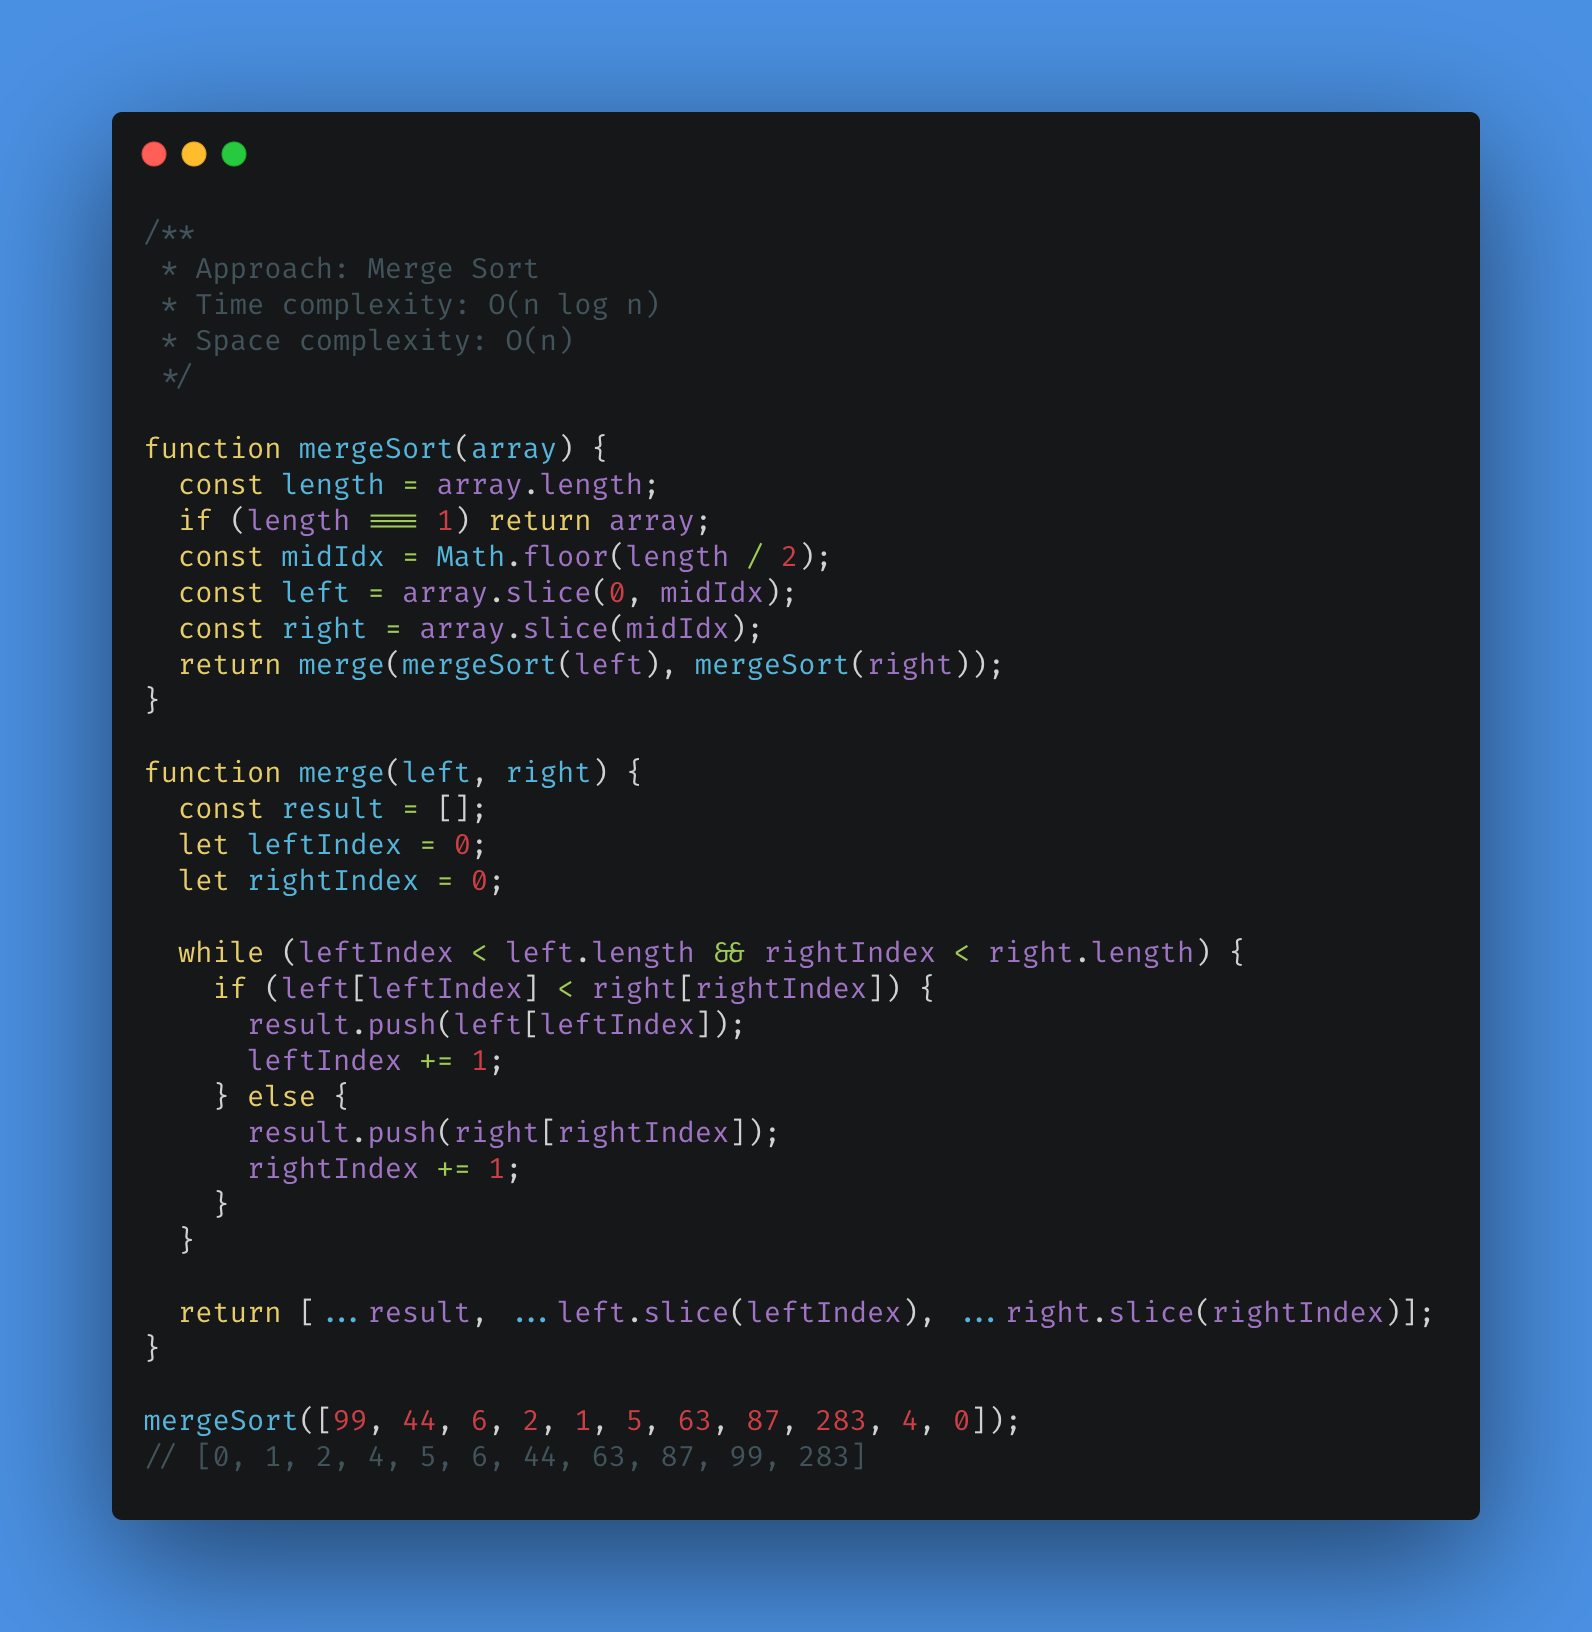 /**
 * Approach: Merge Sort
 * Time complexity: O(n log n)
 * Space complexity: O(n)
 */

function mergeSort(array) {
  const length = array.length;
  if (length === 1) return array;
  const midIdx = Math.floor(length / 2);
  const left = array.slice(0, midIdx);
  const right = array.slice(midIdx);
  return merge(mergeSort(left), mergeSort(right));
}

function merge(left, right) {
  const result = [];
  let leftIndex = 0;
  let rightIndex = 0;

  while (leftIndex < left.length && rightIndex < right.length) {
    if (left[leftIndex] < right[rightIndex]) {
      result.push(left[leftIndex]);
      leftIndex += 1;
    } else {
      result.push(right[rightIndex]);
      rightIndex += 1;
    }
  }

  return [...result, ...left.slice(leftIndex), ...right.slice(rightIndex)];
}

mergeSort([99, 44, 6, 2, 1, 5, 63, 87, 283, 4, 0]);
// [0, 1, 2, 4, 5, 6, 44, 63, 87, 99, 283]